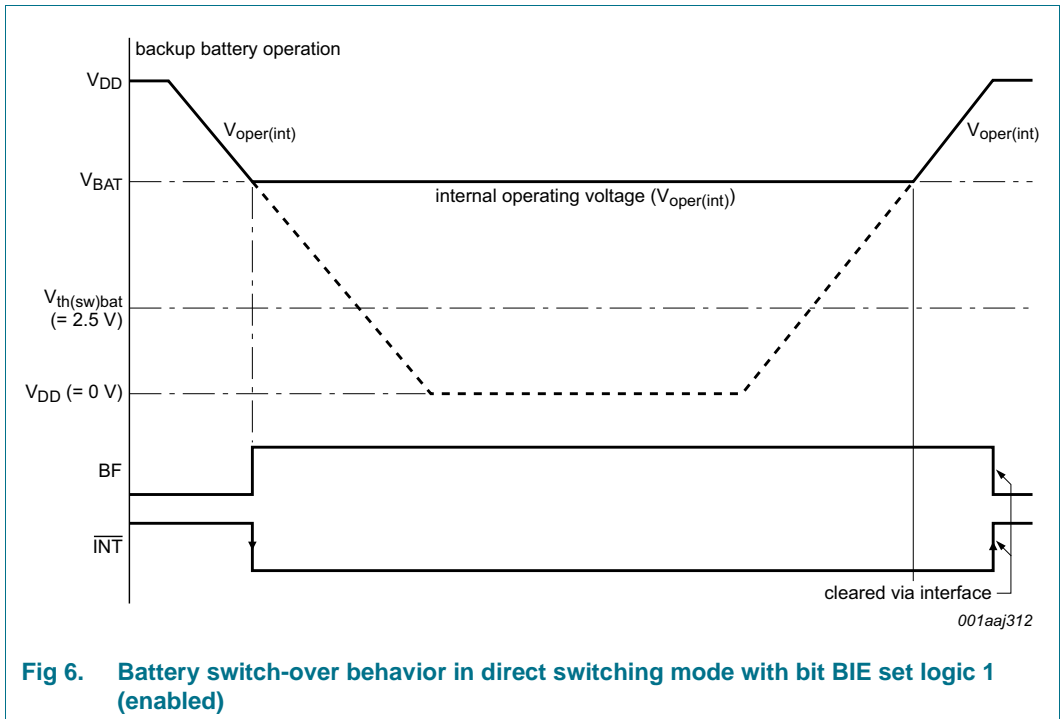 backup battery operation
VDD
Voper(int)
Voper(int)
VBAT
internal operating voltage (Voper(int))
Vth(sw)bat
(= 2.5 V)
VDD (= 0 V)
BF
INT
cleared via interface
001aaj312
Fig 6. Battery switch-over behavior in direct switching mode with bit BIE set logic 1
(enabled)